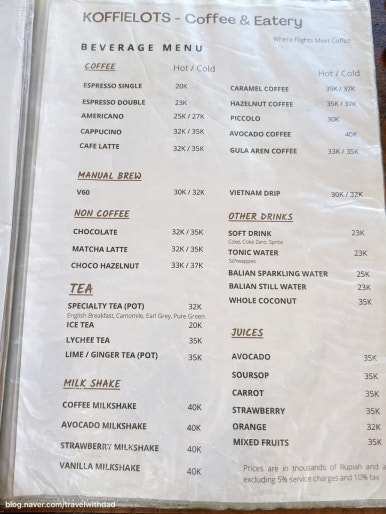 KOFFIELOTS - Coffee & Eatery
Where Flights Meet Coffee
BEVERAGE MENU
COFFEE Hot / Cold
ESPRESSO SINGLE 20K
ESPRESSO DOUBLE 23K
AMERICANO 25K / 27K
CAPPUCINO 32K / 35K
CAFE LATTE 32K / 35K
Hot / Cold
CARAMEL COFFEE 35K / 37K
HAZELNUT COFFEE 35K / 37K
PICCOLO 30K
AVOCADO COFFEE 40K
GULA AREN COFFEE 33K / 35K
MANUAL BREW
V60 30K / 32K
VIETNAM DRIP 30K / 32K
NON COFFEE
CHOCOLATE 32K / 35K
MATCHA LATTE 32K / 35K
CHOCO HAZELNUT 33K / 37K
OTHER DRINKS
SOFT DRINK 23K
Coke, Coke Zero, Sprite
TONIC WATER 23K
Schweppes
BALIAN SPARKLING WATER 25K
BALIAN STILL WATER 23K
WHOLE COCONUT 35K
TEA
SPECIALTY TEA (POT) 32K
English Breakfast, Camomile, Earl Grey, Pure Green
ICE TEA 20K
LYCHEE TEA 35K
LIME / GINGER TEA (POT) 35K
JUICES
AVOCADO 35K
SOURSOP 35K
CARROT 35K
STRAWBERRY 35K
ORANGE 32K
MIXED FRUITS 35K
MILK SHAKE
COFFEE MILKSHAKE 40K
AVOCADO MILKSHAKE 40K
STRAWBERRY MILKSHAKE 40K
VANILLA MILKSHAKE 40K
Prices are in thousands of Rupiah and a
excluding 5% service charges and 10% tax
blog.naver.com/travelwithdad